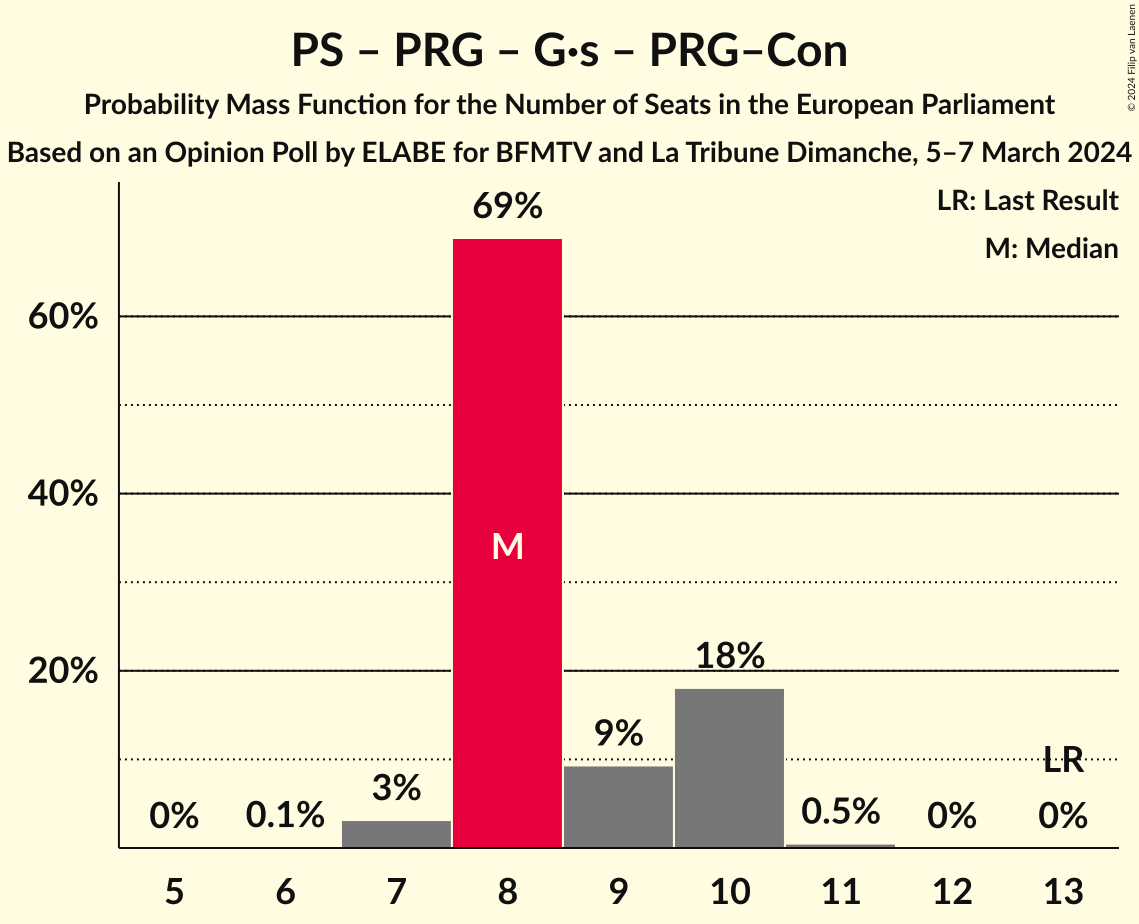 PS – PRG – G·s – PRG–Con
Probability Mass Function for the Number of Seats in the European Parliament
Based on an Opinion Poll by ELABE for BFMTV and La Tribune Dimanche, 5–7 March 2024
© 2024 Filip van Laenen
LR: Last Result
M: Median
69%
60%
40%
M
20%
18%
9%
LR
3%
0%
0.1%
0.5%
0%
0%
5 6 7 8 9 10 11 12 13